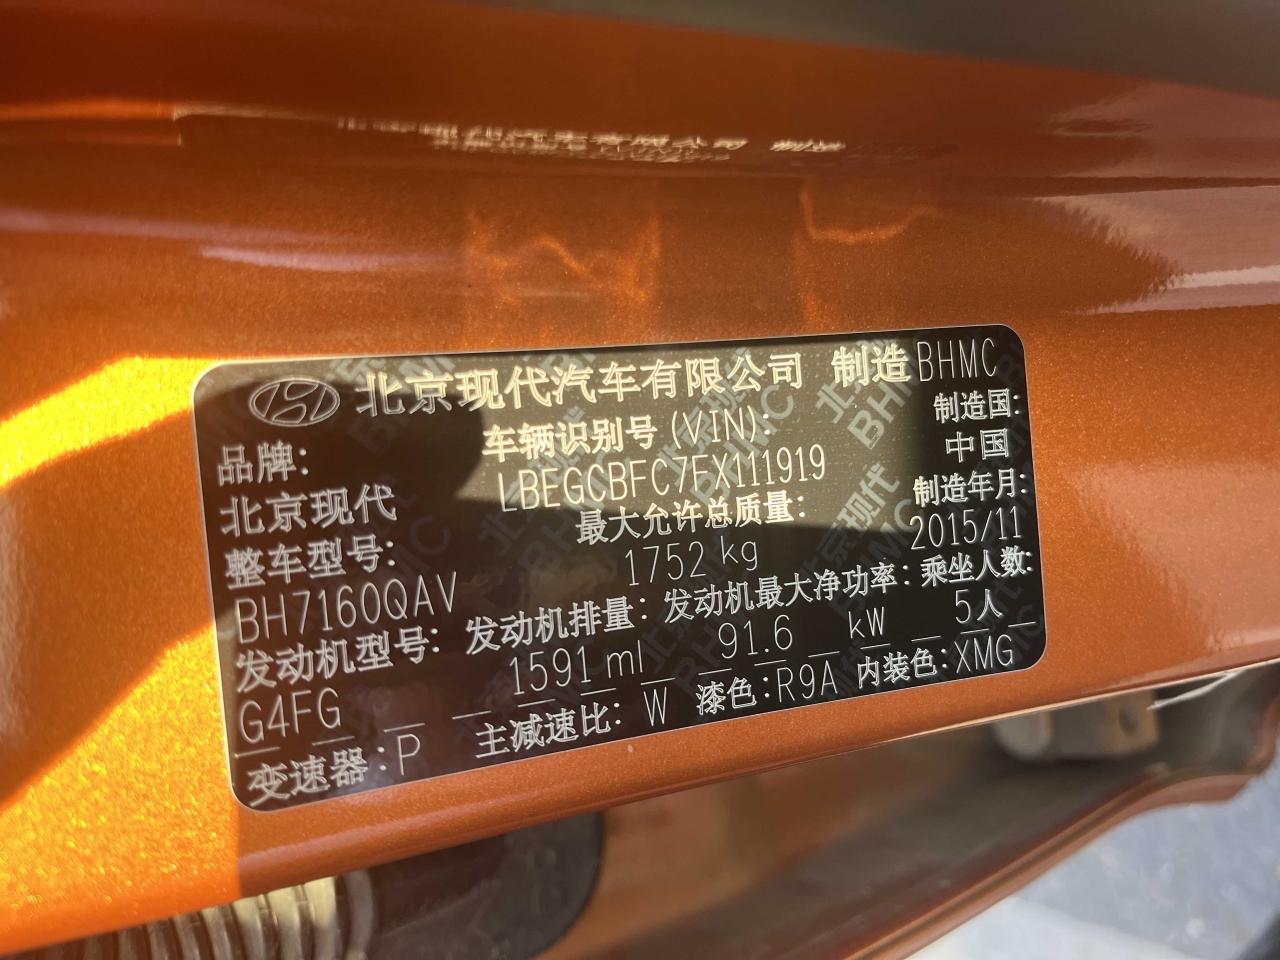 北京现代汽车有限公司 制造 BHMC
品牌: 车辆识别号 (VIN): 制造国:
北京现代 LBEGCBFC7FX111919 中国
整车型号: 最大允许总质量: 制造年月:
BH7160QAV 1752 kg 2015/11
发动机型号: 发动机排量: 发动机最大净功率: 乘坐人数:
G4FG 1591 ml 91.6 kW 5人
变速器: P 主减速比: W 漆色: R9A 内装色: XMG